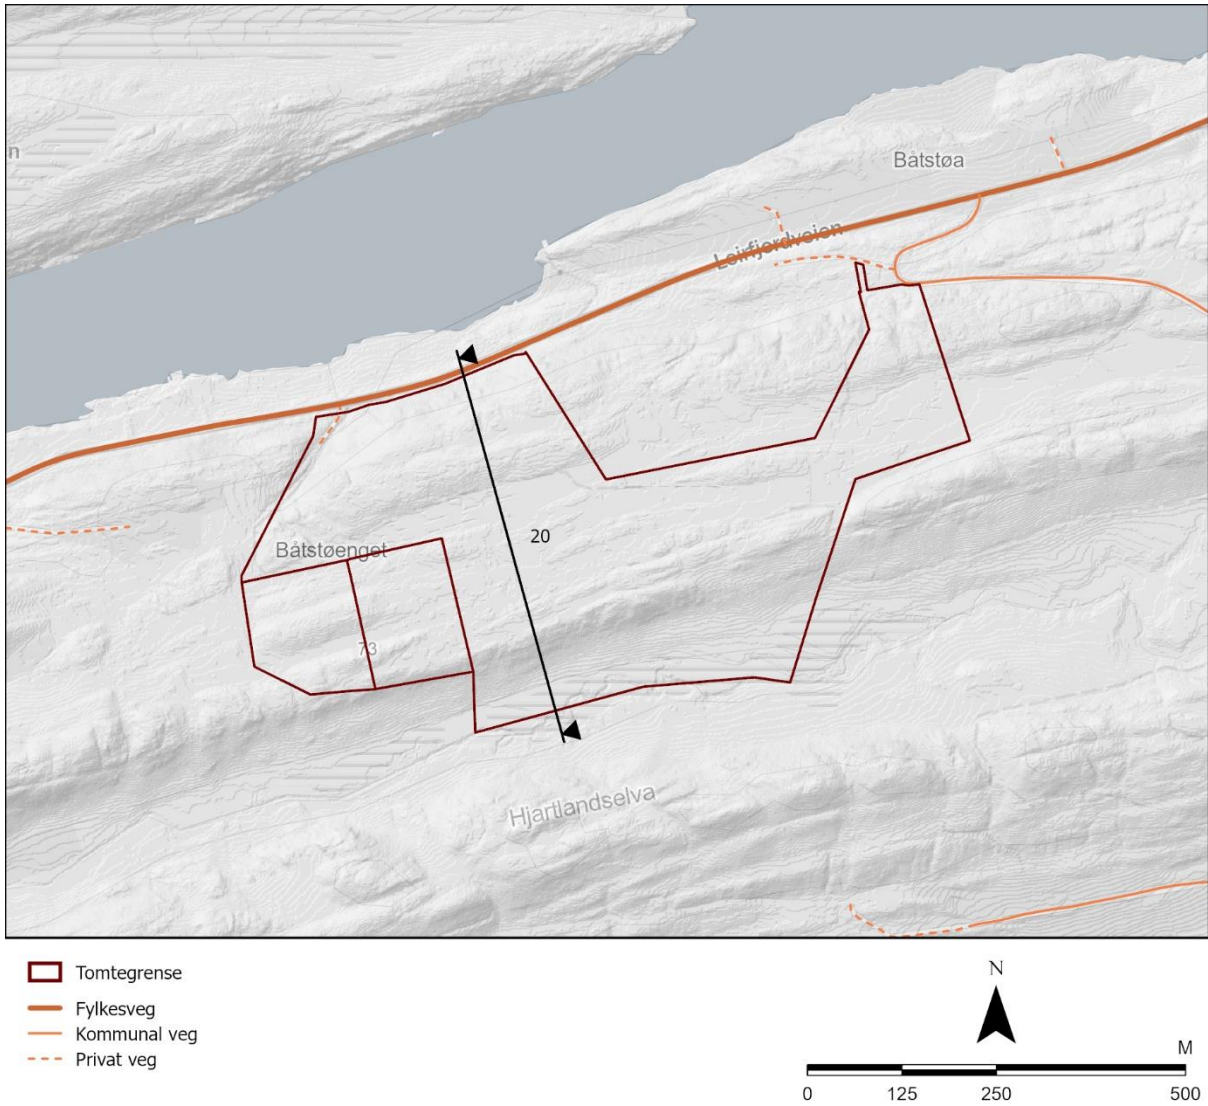 n
Båtstøa
Leirfjordveien
20
Båtstøenget
73
Hjartlandselva
Tomtegrense
Fylkesveg
Kommunal veg
Privat veg
N
M
0 125 250 500